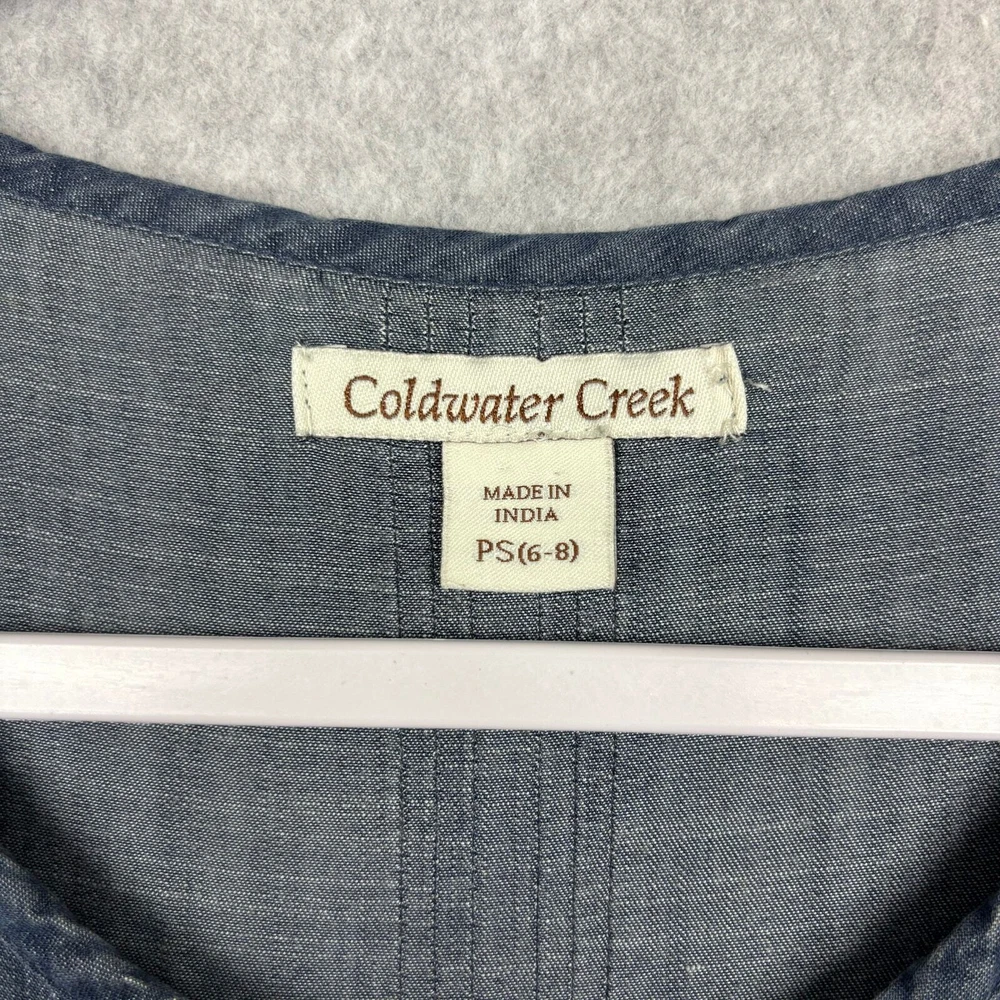 Coldwater Creek
MADE IN
INDIA
PS(6-8)